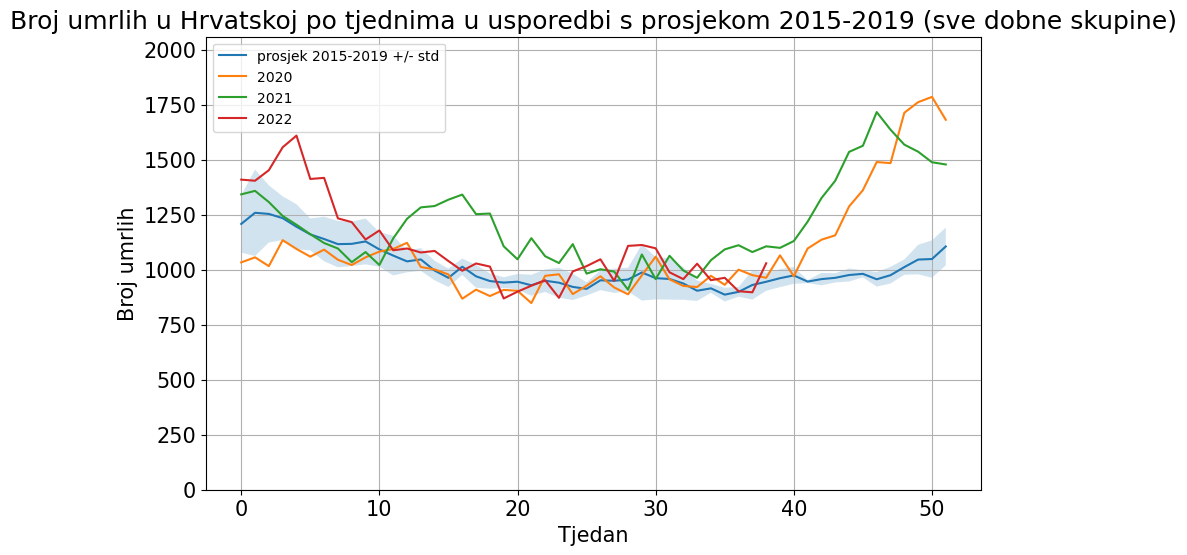 Broj umrlih u Hrvatskoj po tjednima u usporedbi s prosjekom 2015-2019 (sve dobne skupine)
prosjek 2015-2019 +/- std
2020
2021
2022
2000
1750
1500
1250
1000
750
500
250
0
Broj umrlih
0 10 20 30 40 50
Tjedan